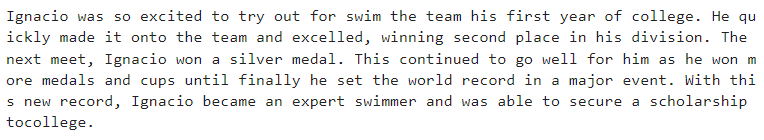 Ignacio was so excited to try out for swim the team his first year of college. He qu
ickly made it onto the team and excelled, winning second place in his division. The
next meet, Ignacio won a silver medal. This continued to go well for him as he won m
ore medals and cups until finally he set the world record in a major event. With thi
s new record, Ignacio became an expert swimmer and was able to secure a scholarship
tocollege.